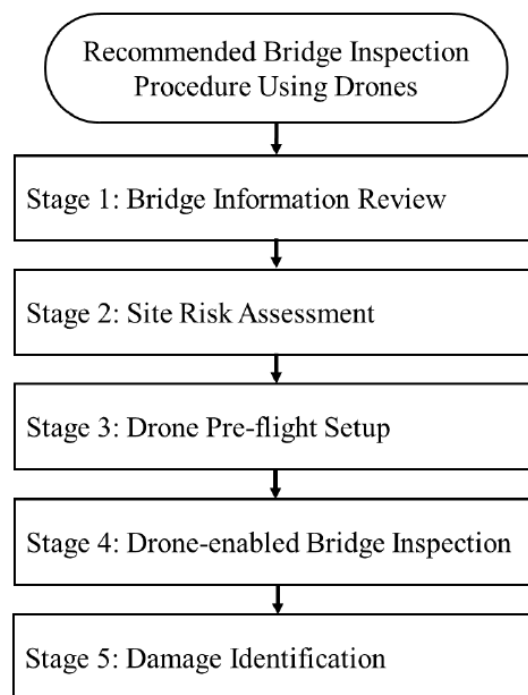 Recommended Bridge Inspection
Procedure Using Drones
Stage 1: Bridge Information Review
Stage 2: Site Risk Assessment
Stage 3: Drone Pre-flight Setup
Stage 4: Drone-enabled Bridge Inspection
Stage 5: Damage Identification